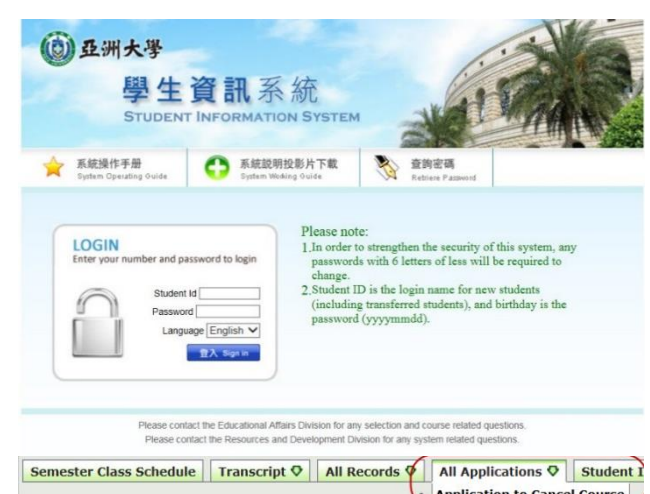 亞洲大學
學生資訊系統
STUDENT INFORMATION SYSTEM
系統操作手册
System Operating Guide
系統説明投影片下載
System Working Guide
查詢密碼
Retrieve Password
LOGIN
Enter your number and password to login
Student Id
Password
Language English
登入 Sign in
Please note:
1.In order to strengthen the security of this system, any
passwords with 6 letters of less will be required to
change.
2.Student ID is the login name for new students
(including transferred students), and birthday is the
password (yyyymmdd).
Please contact the Educational Affairs Division for any selection and course related questions.
Please contact the Resources and Development Division for any system related questions.
Semester Class Schedule Transcript All Records All Applications Student I
Application to Cancel Course